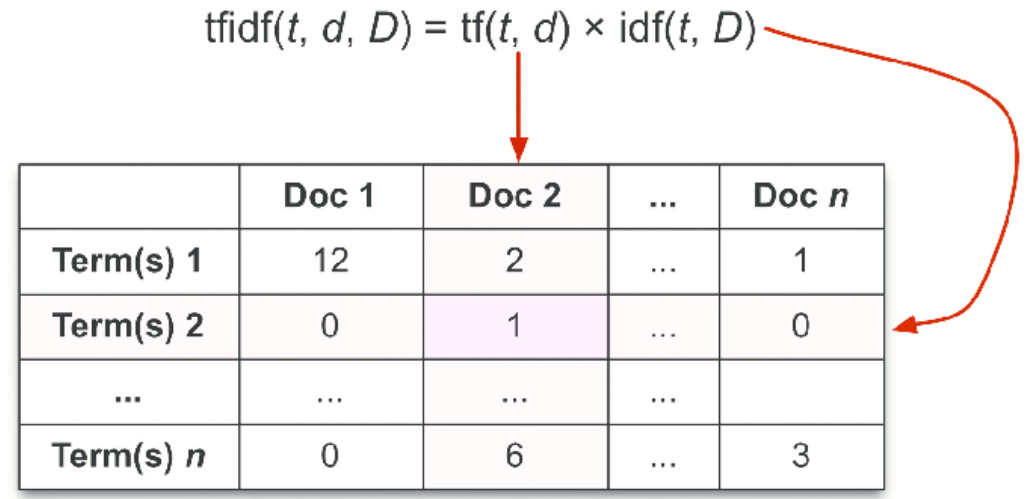 tfidf(t, d, D) = tf(t, d) × idf(t, D)
Doc 1 Doc 2 ... Doc n
Term(s) 1 12 2 ... 1
Term(s) 2 0 1 ... 0
... ... ... ...
Term(s) n 0 6 ... 3